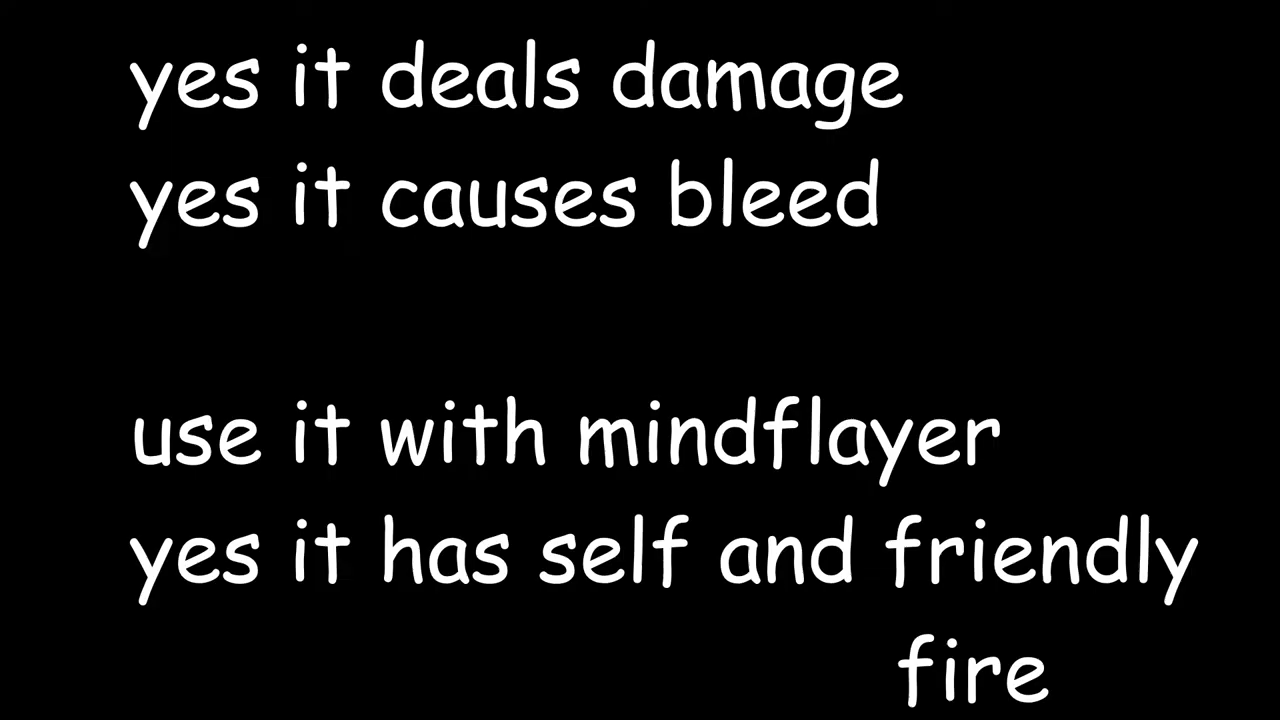 yes it deals damage
yes it causes bleed
use it with mindflayer
yes it has self and friendly
fire